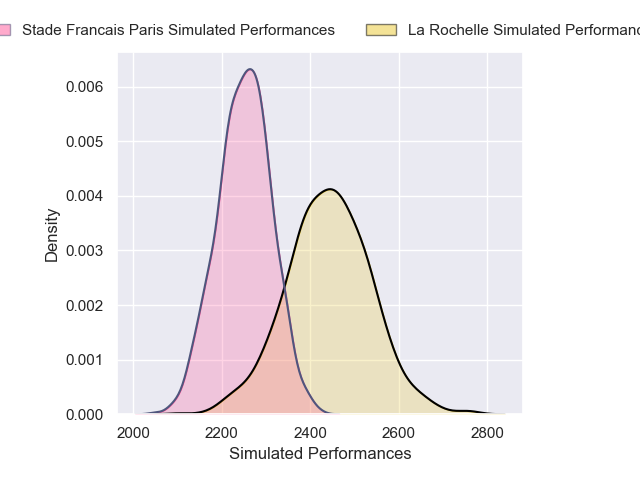 Stade Francais Paris Simulated Performances La Rochelle Simulated
0.006
0.005
0.004
0.003
0.002
0.001
0.000
Density
2000 2200 2400 2600 2800
Simulated Performances